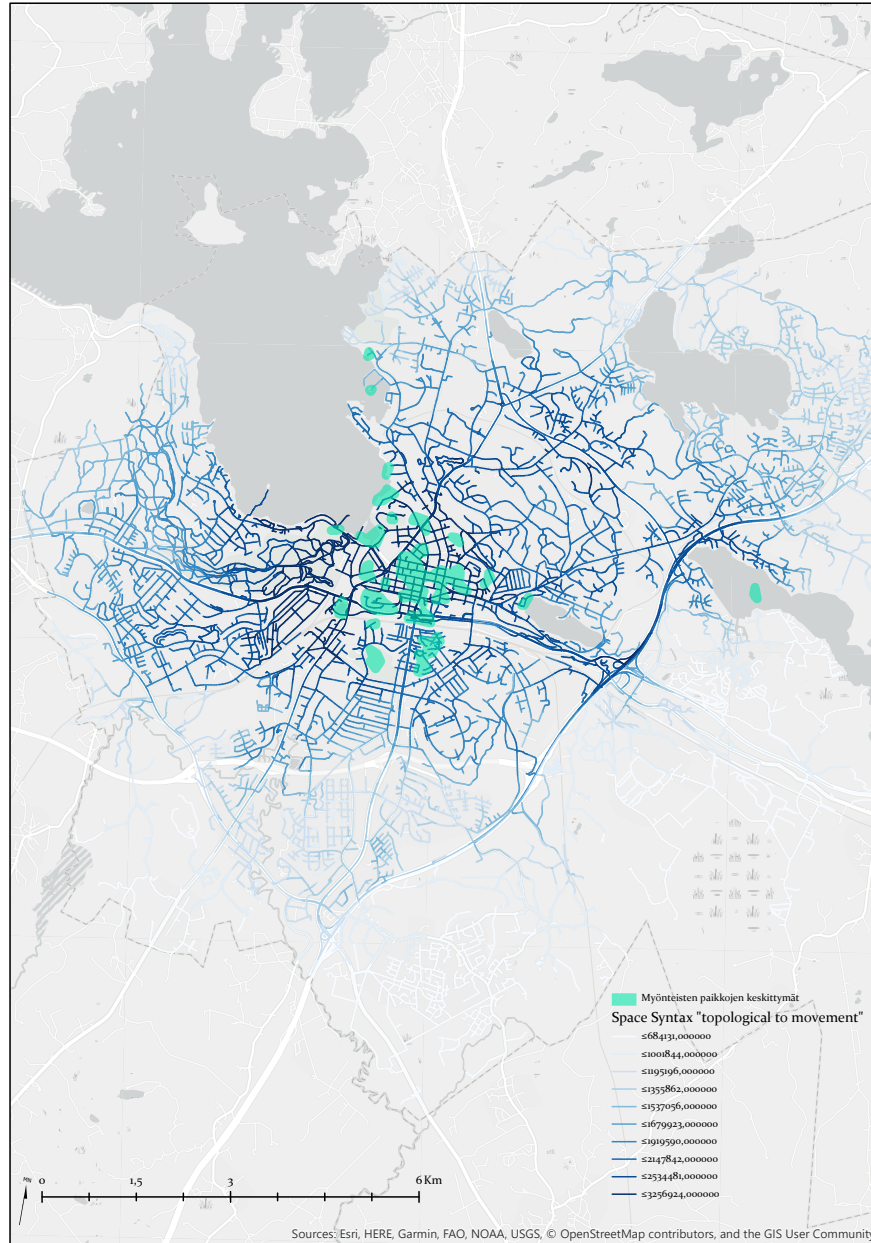 Myönteisten paikkojen keskittymät
Space Syntax "topological to movement"
≤684131,000000
≤1001844,000000
≤1195196,000000
≤1355862,000000
≤1537056,000000
≤1679923,000000
≤1919590,000000
≤2147842,000000
≤2534481,000000
≤3256924,000000
MN
0 1,5 3 6 Km
Sources: Esri, HERE, Garmin, FAO, NOAA, USGS, © OpenStreetMap contributors, and the GIS User Community